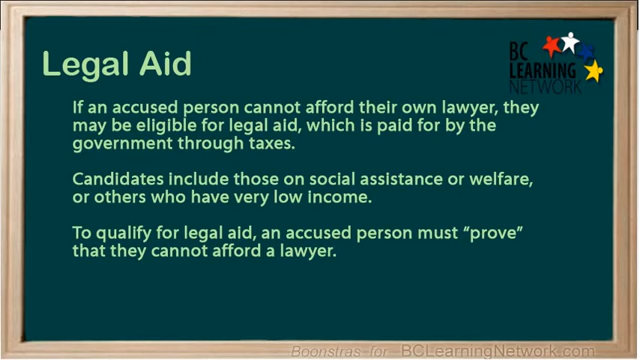 Legal Aid
BC
LEARNING
NETWORK
If an accused person cannot afford their own lawyer, they
may be eligible for legal aid, which is paid for by the
government through taxes.
Candidates include those on social assistance or welfare,
or others who have very low income.
To qualify for legal aid, an accused person must “prove”
that they cannot afford a lawyer.
Boonstras for BCLearningNetwork.com